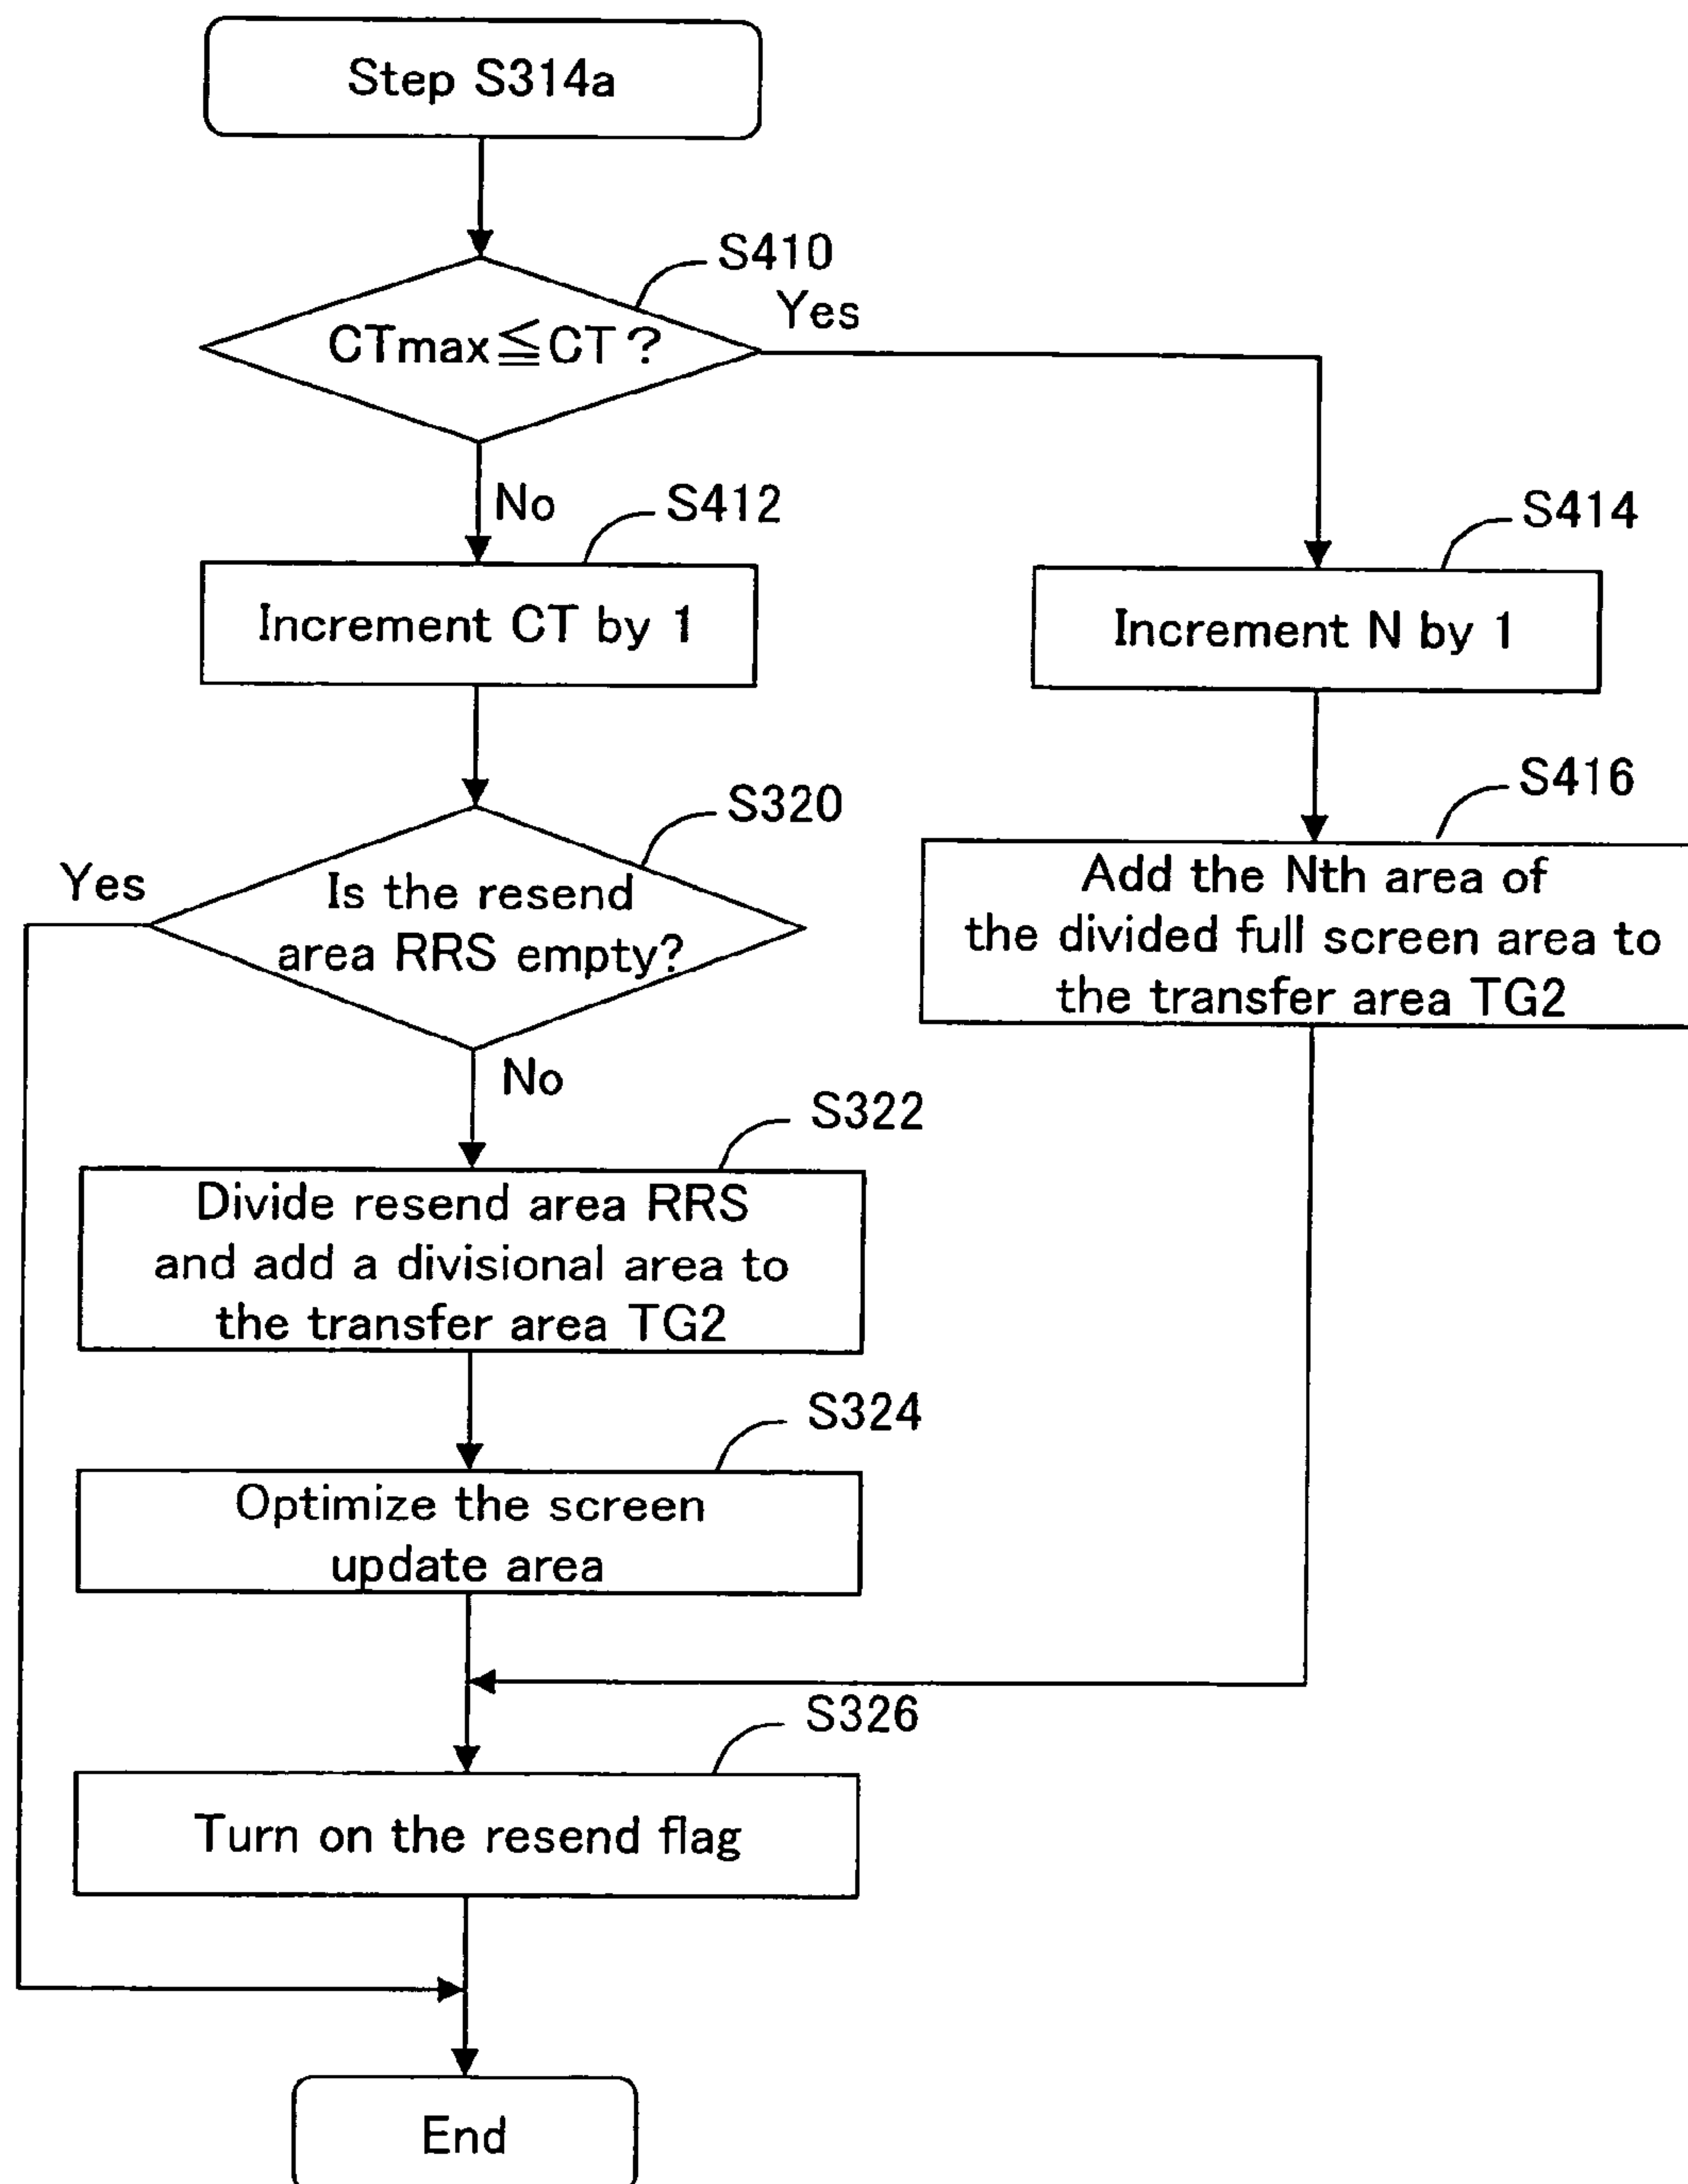 Step S314a
S410
CTmax≦CT?
Yes
No
S412
S414
Increment CT by 1
Increment N by 1
S320
S416
Yes
Is the resend
area RRS empty?
Add the Nth area of
the divided full screen area to
the transfer area TG2
No
S322
Divide resend area RRS
and add a divisional area to
the transfer area TG2
S324
Optimize the screen
update area
S326
Turn on the resend flag
End